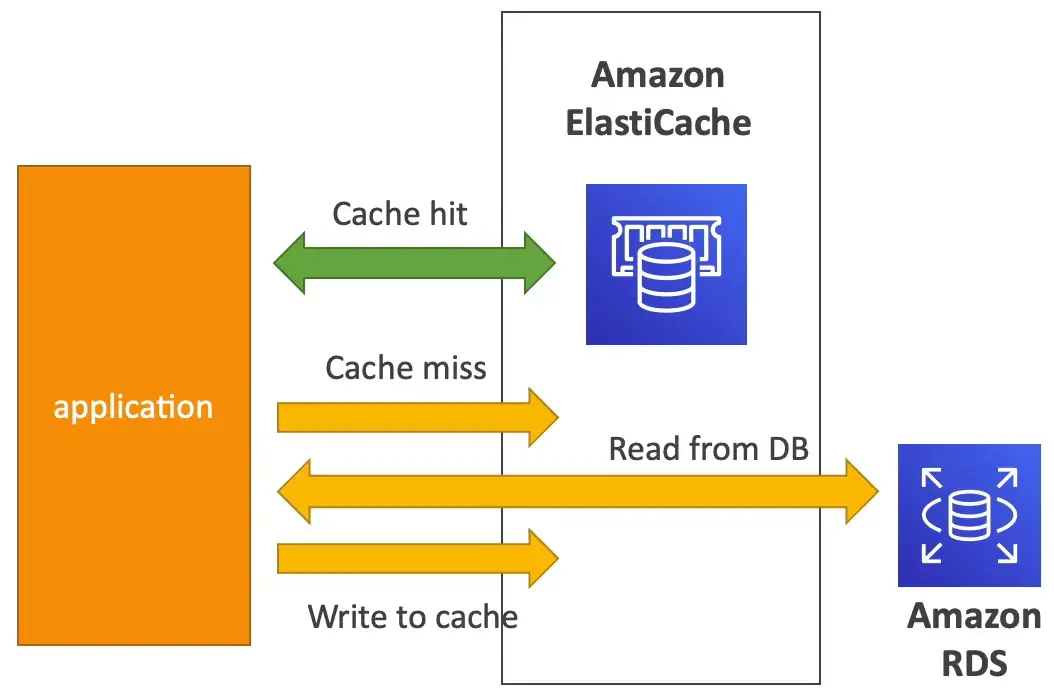 Amazon
ElastiCache
Cache hit
Cache miss
application
Read from DB
Write to cache
Amazon
RDS